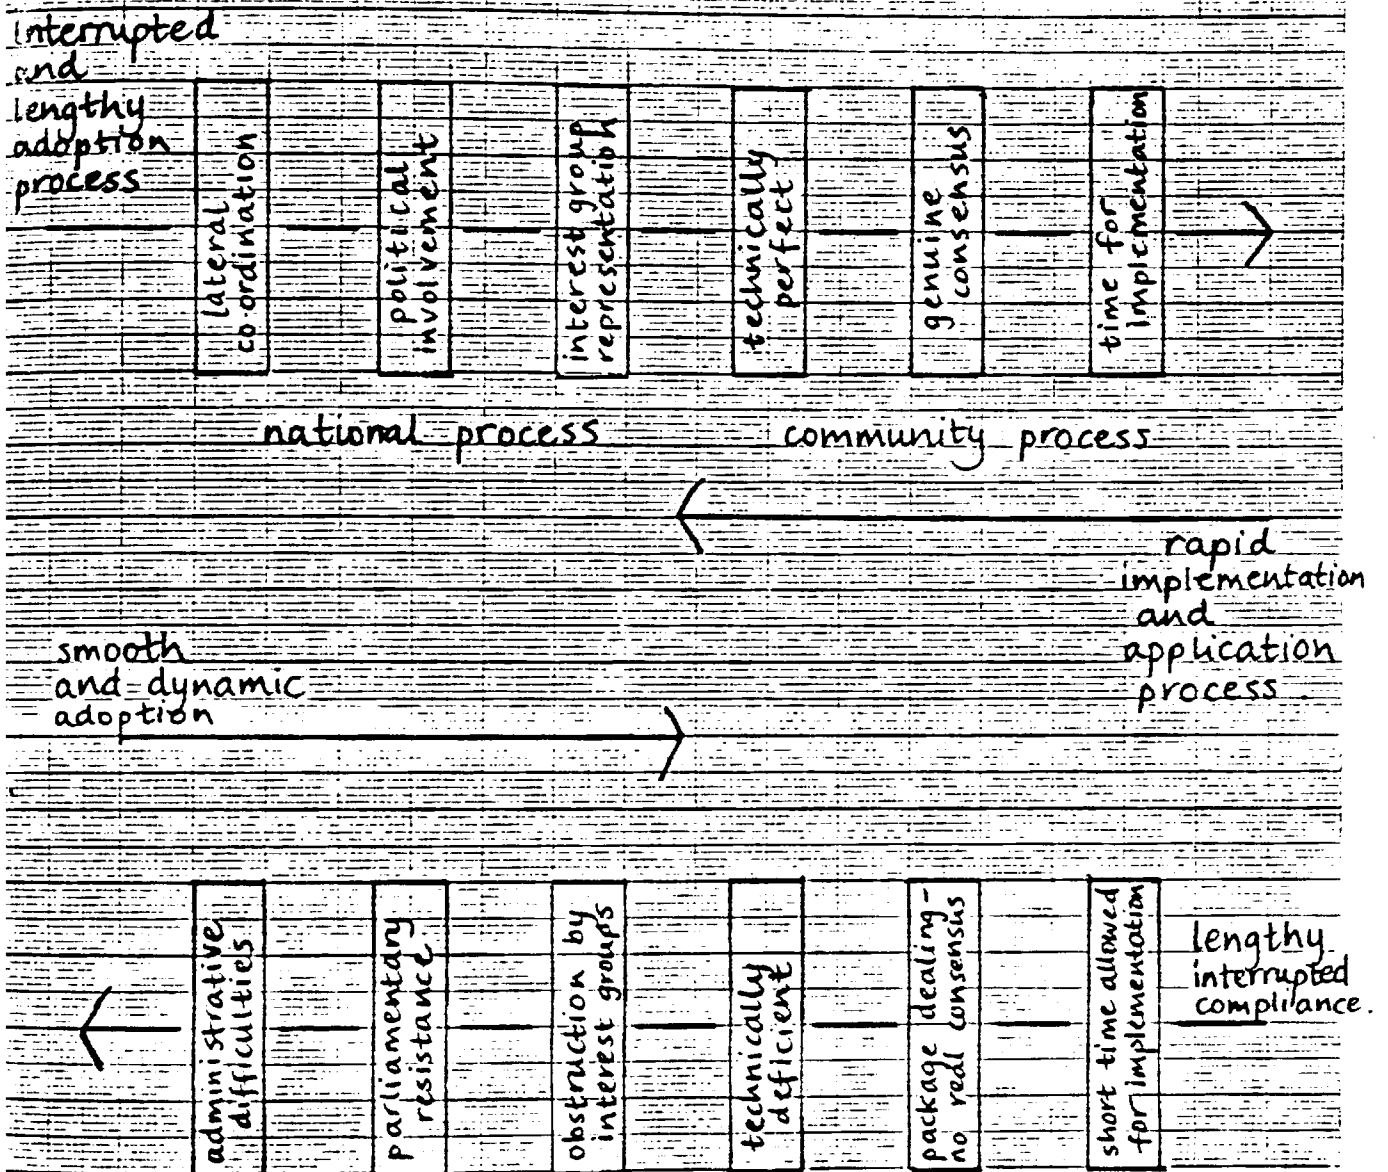 Interrupted
and
lengthy
adoption
process
lateral
co-ordination
political
involvement
interest group
representation
technically
perfect
genuine
consensus
time for
implementation
national process
community process
rapid
implementation
and
application
process.
smooth
and dynamic
adoption
administrative
difficulties
parliamentary
resistance
obstruction by
interest groups
technically
deficient
package dealing-
no real consensus
short time allowed
for implementation
lengthy
interrupted
compliance.